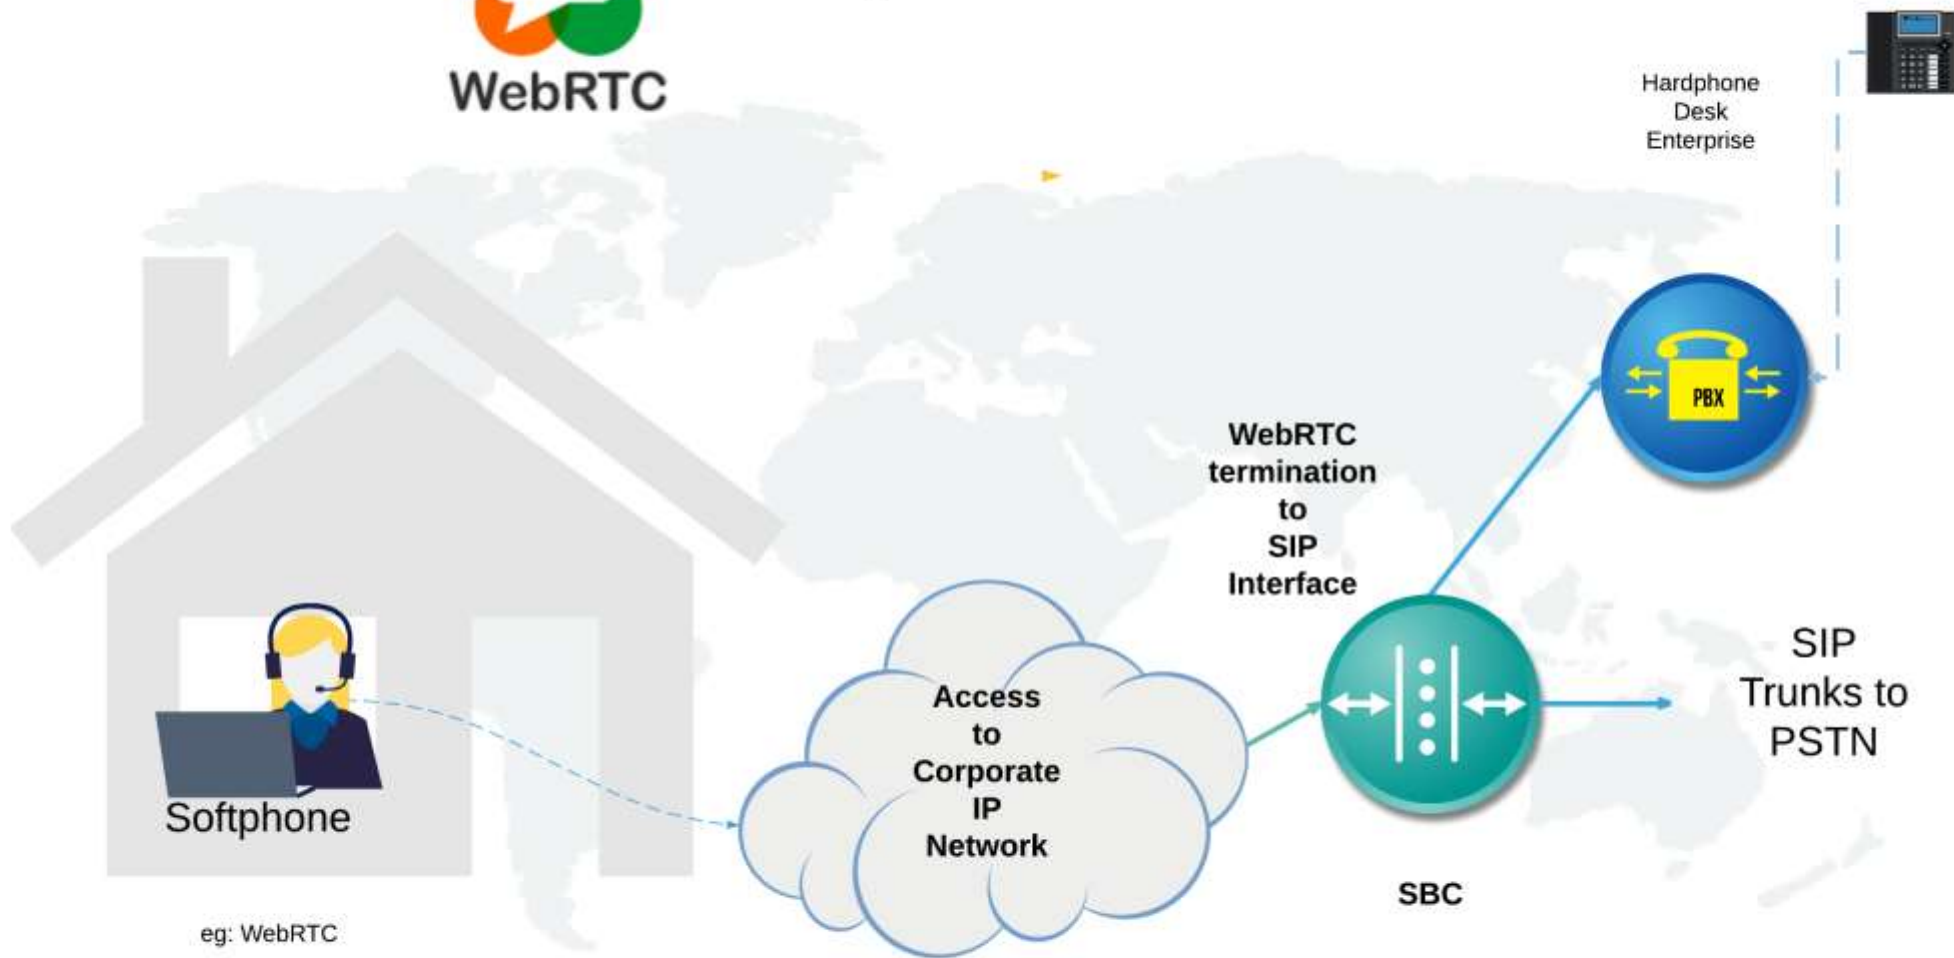 WebRTC
Hardphone
Desk
Enterprise
PBX
WebRTC
termination
to
SIP
Interface
SIP
Trunks to
PSTN
Access
to
Corporate
IP
Network
Softphone
SBC
eg: WebRTC